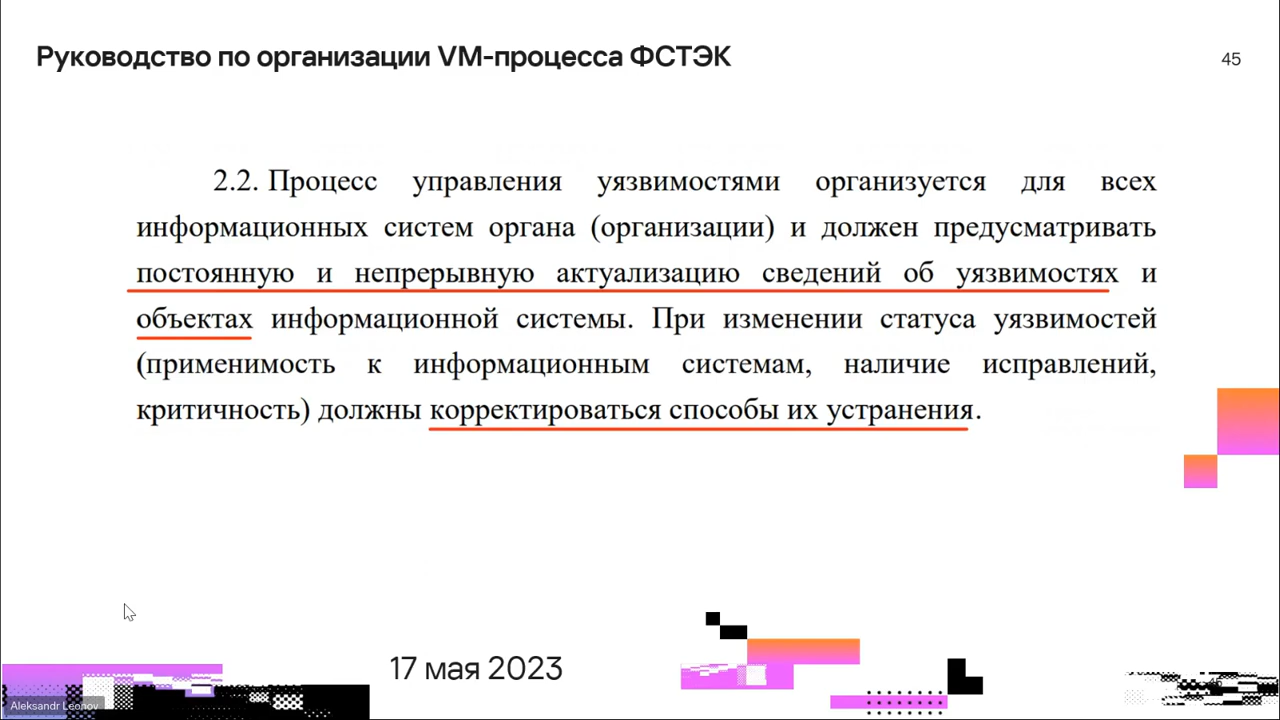 Руководство по организации VM-процесса ФСТЭК
45
2.2. Процесс управления уязвимостями организуется для всех
информационных систем органа (организации) и должен предусматривать
постоянную и непрерывную актуализацию сведений об уязвимостях и
объектах информационной системы. При изменении статуса уязвимостей
(применимость к информационным системам, наличие исправлений,
критичность) должны корректироваться способы их устранения.
17 мая 2023
Aleksandr Leonov